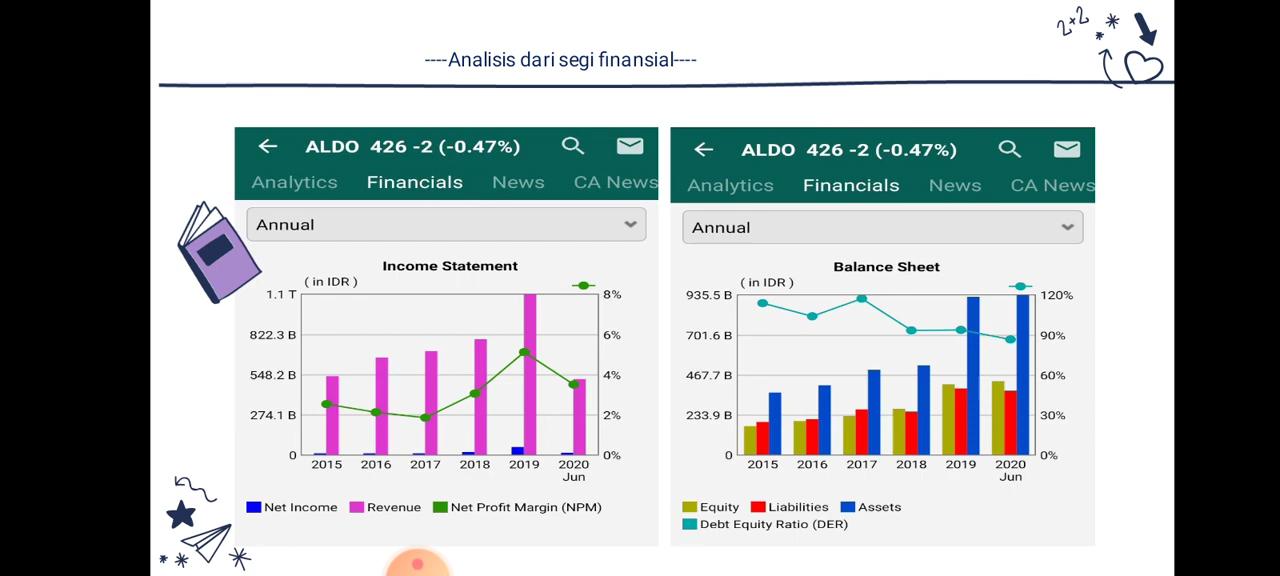 ----Analisis dari segi finansial----
2×2
ALDO 426 -2 (-0.47%)
Analytics Financials News CA News
Annual
Income Statement
( in IDR )
1.1 T
822.3 B
548.2 B
274.1 B
0
8%
6%
4%
2%
0%
2015 2016 2017 2018 2019 2020
Jun
Net Income Revenue Net Profit Margin (NPM)
ALDO 426 -2 (-0.47%)
Analytics Financials News CA News
Annual
Balance Sheet
( in IDR )
935.5 B
701.6 B
467.7 B
233.9 B
0
120%
90%
60%
30%
0%
2015 2016 2017 2018 2019 2020
Jun
Equity Liabilities Assets
Debt Equity Ratio (DER)